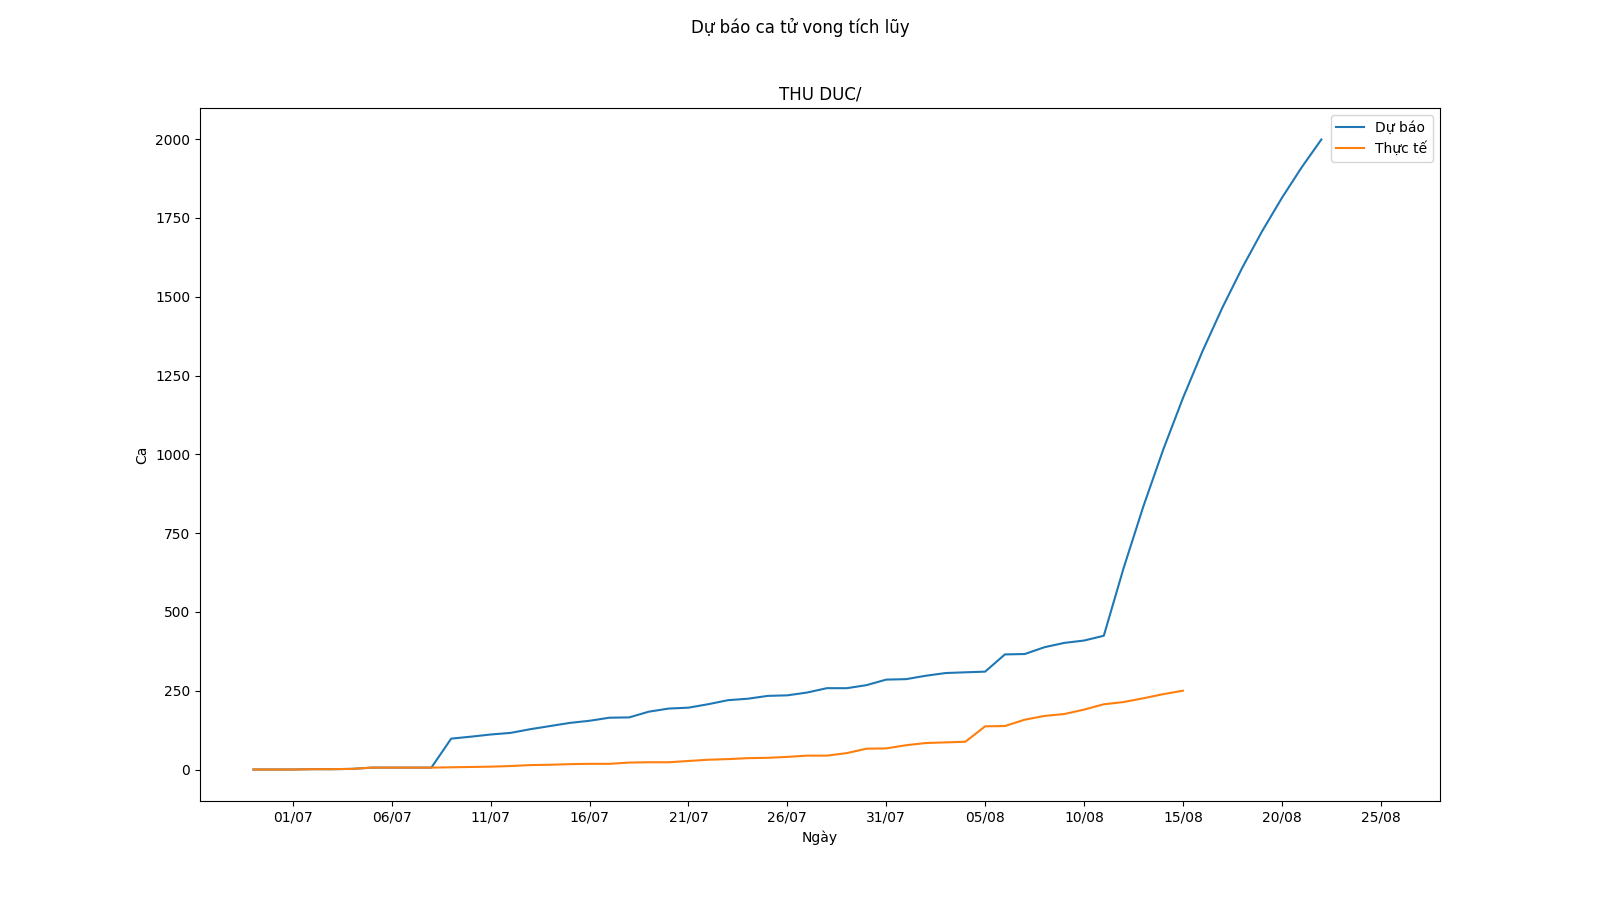 Dự báo ca tử vong tích lũy
THU DUC/
Dự báo
Thực tế
2000
1750
1500
1250
1000
750
500
250
0
Ca
01/07 06/07 11/07 16/07 21/07 26/07 31/07 05/08 10/08 15/08 20/08 25/08
Ngày